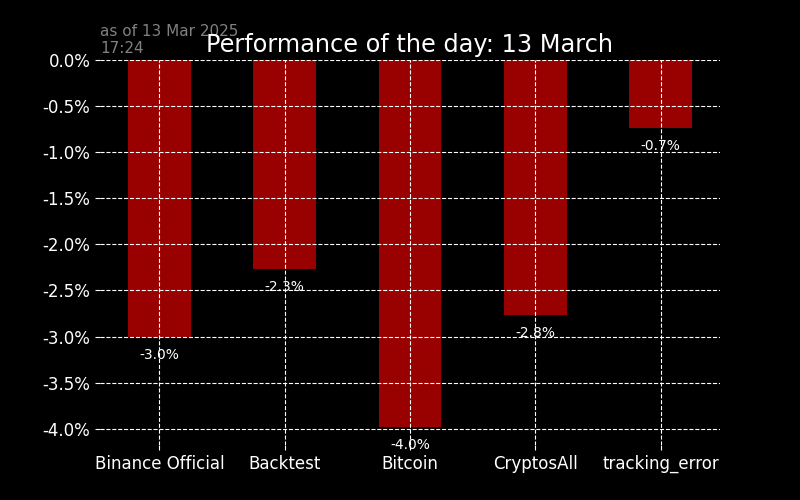 as of 13 Mar 2025
17:24
Performance of the day: 13 March
0.0%
-0.5%
-1.0%
-1.5%
-2.0%
-2.5%
-3.0%
-3.5%
-4.0%
-3.0%
-2.3%
-4.0%
-2.8%
-0.7%
Binance Official
Backtest
Bitcoin
CryptosAll
tracking_error